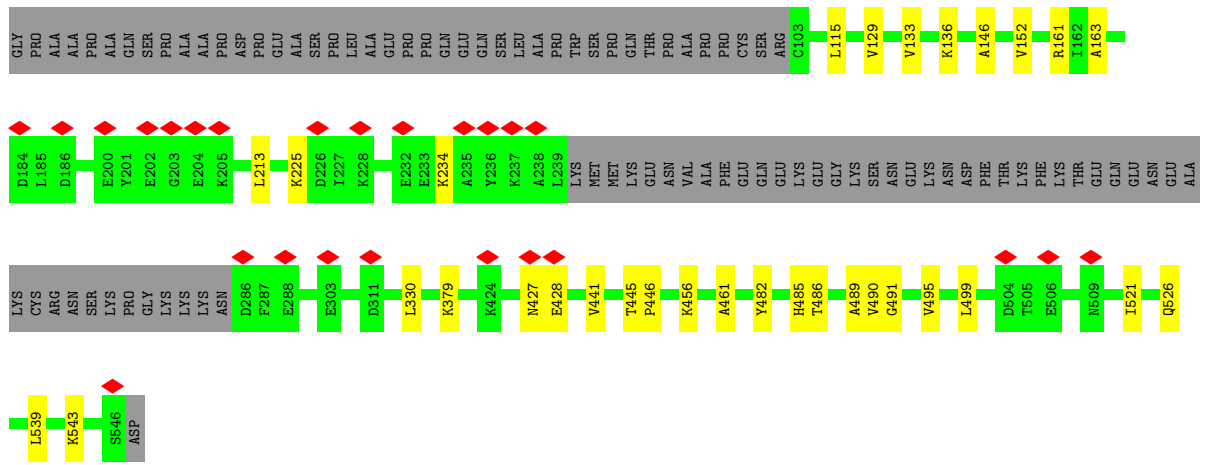 GLY PRO ALA ALA PRO ALA GLN SER PRO ALA ALA PRO ASP PRO GLU ALA SER PRO LEU ALA GLU PRO PRO GLN GLU GLN SER LEU ALA PRO TRP SER PRO GLN THR PRO ALA PRO PRO CYS SER ARG C103 L115 V129 V133 K136 A146 V152 R161 I162 A163
D184 L185 D186 E200 Y201 E202 G203 E204 K205 L213 K225 D226 I227 K228 E232 E233 K234 A235 Y236 K237 A238 L239 LYS MET MET LYS GLU ASN VAL ALA PHE GLU GLN GLU LYS GLU GLY LYS SER ASN GLU LYS ASN ASP PHE THR LYS PHE LYS THR GLU GLN GLU ASN GLU ALA
LYS CYS ARG ASN SER LYS PRO GLY LYS LYS LYS ASN D286 F287 E288 E303 D311 L330 K379 K424 N427 E428 V441 T445 P446 K456 A461 Y482 H485 T486 A489 V490 G491 V495 L499 D504 T505 E506 N509 I521 Q526
L539 K543 S546 ASP